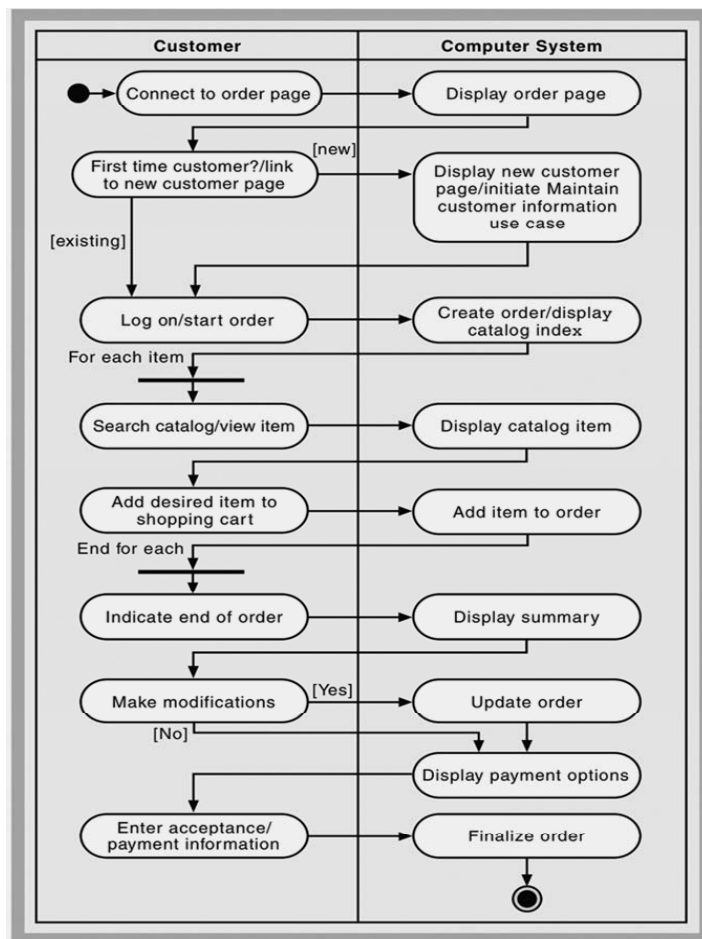 Customer
Computer System
Connect to order page
Display order page
First time customer?/link
to new customer page
[new]
Display new customer
page/initiate Maintain
customer information
use case
[existing]
Log on/start order
Create order/display
catalog index
For each item
Search catalog/view item
Display catalog item
Add desired item to
shopping cart
Add item to order
End for each
Indicate end of order
Display summary
Make modifications
[Yes]
Update order
[No]
Display payment options
Enter acceptance/
payment information
Finalize order